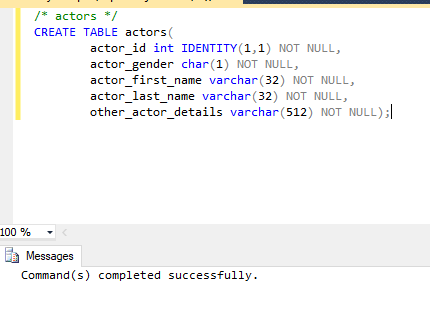 /* actors */
CREATE TABLE actors(
actor_id int IDENTITY(1,1) NOT NULL,
actor_gender char(1) NOT NULL,
actor_first_name varchar(32) NOT NULL,
actor_last_name varchar(32) NOT NULL,
other_actor_details varchar(512) NOT NULL);
100 %
Messages
Command(s) completed successfully.